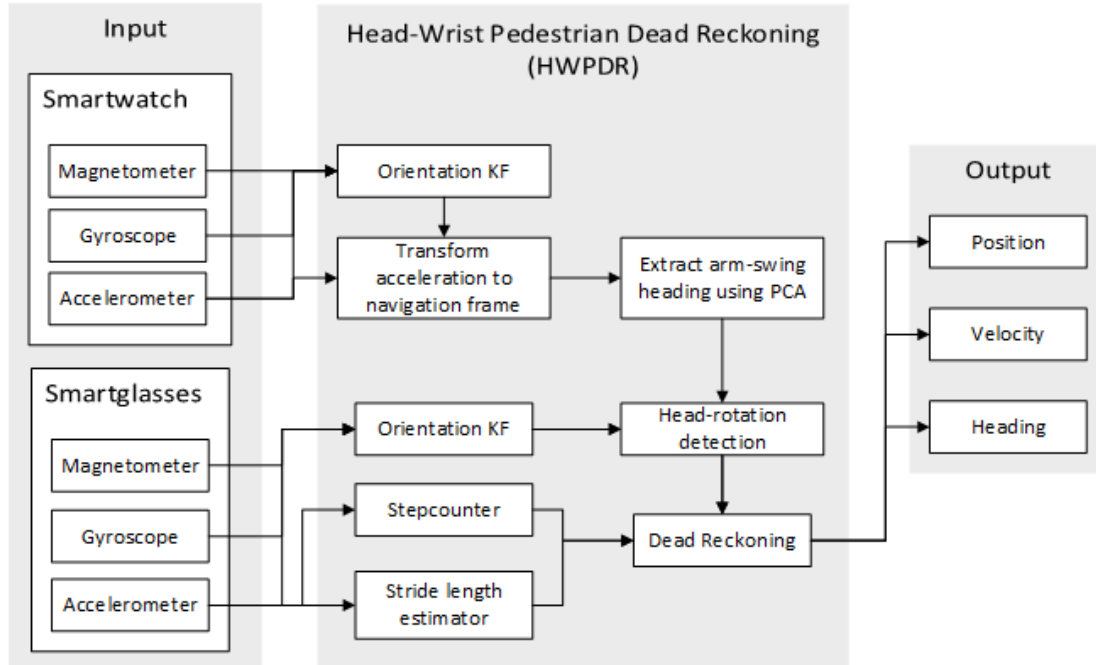 Input
Smartwatch
Magnetometer
Gyroscope
Accelerometer
Smartglasses
Magnetometer
Gyroscope
Accelerometer
Head-Wrist Pedestrian Dead Reckoning
(HWPDR)
Orientation KF
Transform
acceleration to
navigation frame
Extract arm-swing
heading using PCA
Orientation KF
Head-rotation
detection
Stepcounter
Dead Reckoning
Stride length
estimator
Output
Position
Velocity
Heading